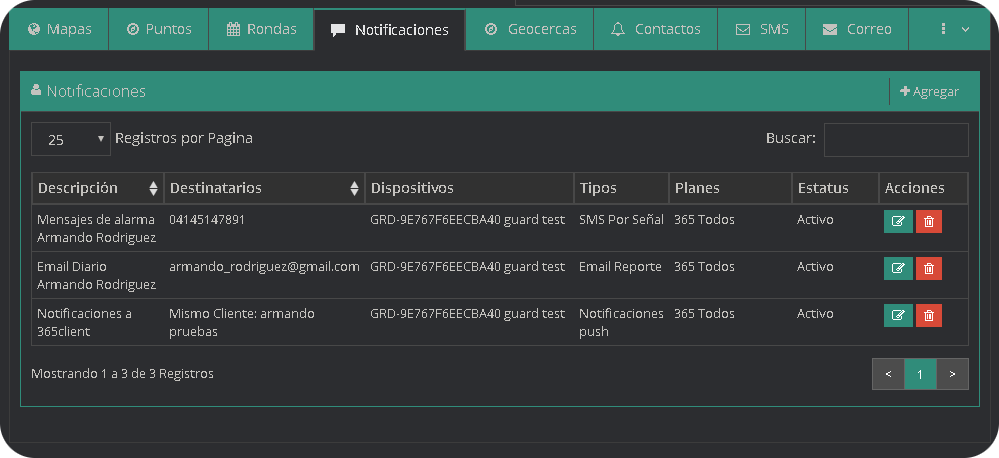 Mapas Puntos Rondas Notificaciones Geocercas Contactos SMS Correo
Notificaciones Agregar
25 Registros por Pagina Buscar:
Descripción Destinatarios Dispositivos Tipos Planes Estatus Acciones
Mensajes de alarma 04145147891 GRD-9E767F6EECBA40 guard test SMS Por Señal 365 Todos Activo
Armando Rodriguez
Email Diario armando_rodriguez@gmail.com GRD-9E767F6EECBA40 guard test Email Reporte 365 Todos Activo
Armando Rodriguez
Notificaciones a Mismo Cliente: armando GRD-9E767F6EECBA40 guard test Notificaciones 365 Todos Activo
365client pruebas push
Mostrando 1 a 3 de 3 Registros < 1 >